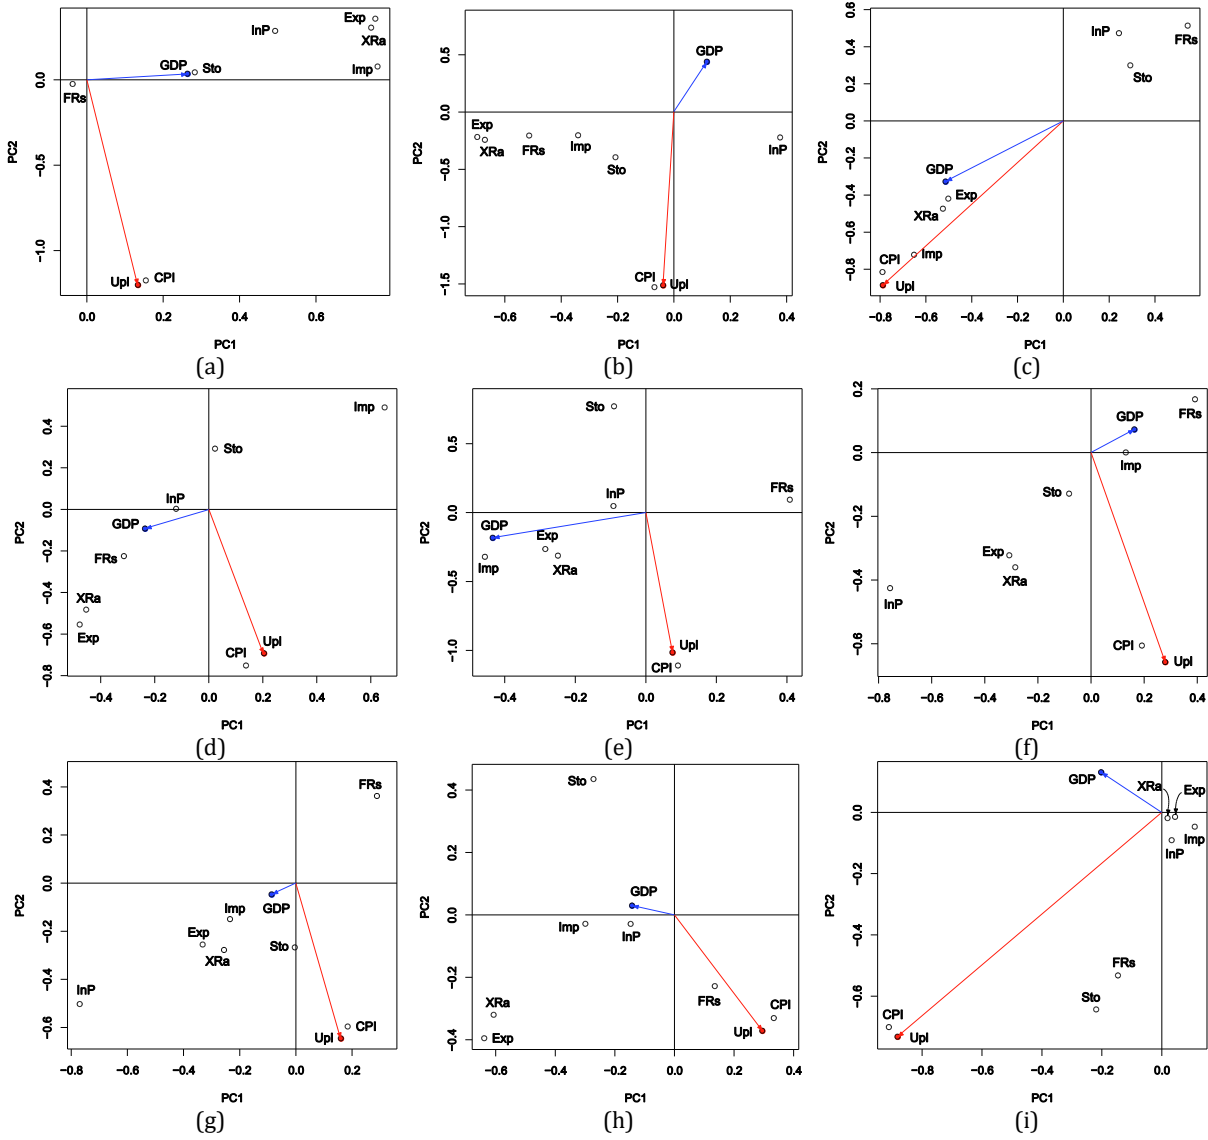 PC2
0.0
−0.5
−1.0
0.0
0.2
0.4
0.6
PC1
FRs
GDP
Sto
InP
Exp
XRa
Imp
Upl
CPI
(a)
PC2
0.5
0.0
−0.5
−1.0
−1.5
−0.6
−0.4
−0.2
0.0
0.2
0.4
PC1
GDP
Exp
XRa
FRs
Imp
Sto
InP
CPI
Upl
(b)
PC2
0.6
0.4
0.2
0.0
−0.2
−0.4
−0.6
−0.8
−0.8
−0.6
−0.4
−0.2
0.0
0.2
0.4
PC1
InP
FRs
Sto
GDP
Exp
XRa
Imp
CPI
Upl
(c)
PC2
0.4
0.2
0.0
−0.2
−0.4
−0.6
−0.8
−0.4
−0.2
0.0
0.2
0.4
0.6
PC1
Imp
Sto
InP
GDP
FRs
XRa
Exp
CPI
Upl
(d)
PC2
0.5
0.0
−0.5
−1.0
−0.4
−0.2
0.0
0.2
0.4
PC1
Sto
InP
FRs
GDP
Exp
Imp
XRa
Upl
CPI
(e)
PC2
0.2
0.0
−0.2
−0.4
−0.6
−0.8
−0.6
−0.4
−0.2
0.0
0.2
0.4
PC1
GDP
FRs
Imp
Sto
Exp
XRa
InP
CPI
Upl
(f)
PC2
0.4
0.2
0.0
−0.2
−0.4
−0.6
−0.8
−0.6
−0.4
−0.2
0.0
0.2
0.4
PC1
FRs
GDP
Imp
Exp
XRa
Sto
InP
CPI
Upl
(g)
PC2
0.4
0.2
0.0
−0.2
−0.4
−0.6
−0.4
−0.2
0.0
0.2
0.4
PC1
Sto
GDP
Imp
InP
XRa
Exp
FRs
CPI
Upl
(h)
PC2
0.0
−0.2
−0.4
−0.6
−0.8
−0.6
−0.4
−0.2
0.0
PC1
GDP
XRa
Exp
Imp
InP
FRs
Sto
CPI
Upl
(i)